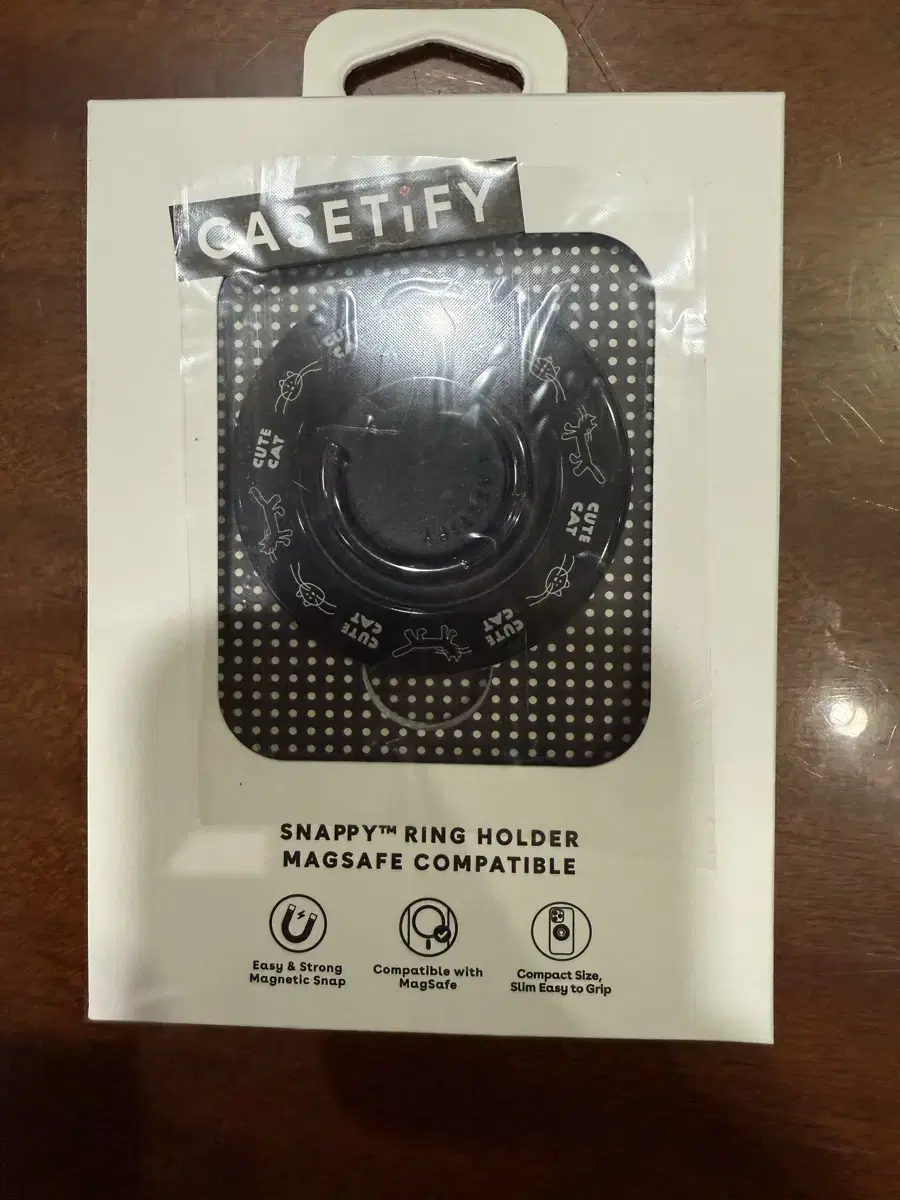 CASETiFY
CUTE
CAT
CUTE
CAT
CUTE
CAT
CUTE
CAT
CASETiFY
SNAPPY™ RING HOLDER
MAGSAFE COMPATIBLE
Easy & Strong
Magnetic Snap
Compatible with
MagSafe
Compact Size,
Slim Easy to Grip